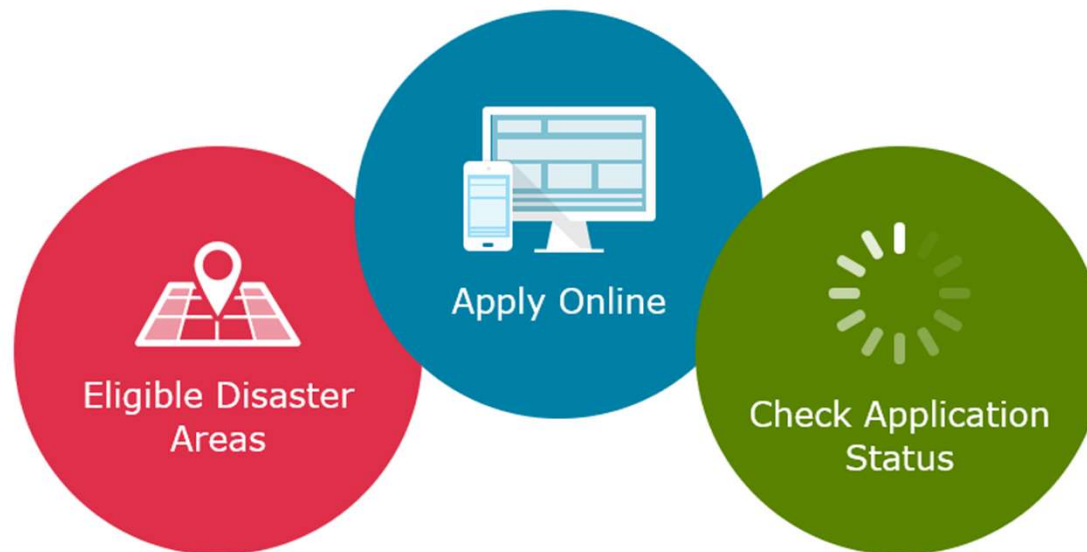 Eligible Disaster
Areas
Apply Online
Check Application
Status